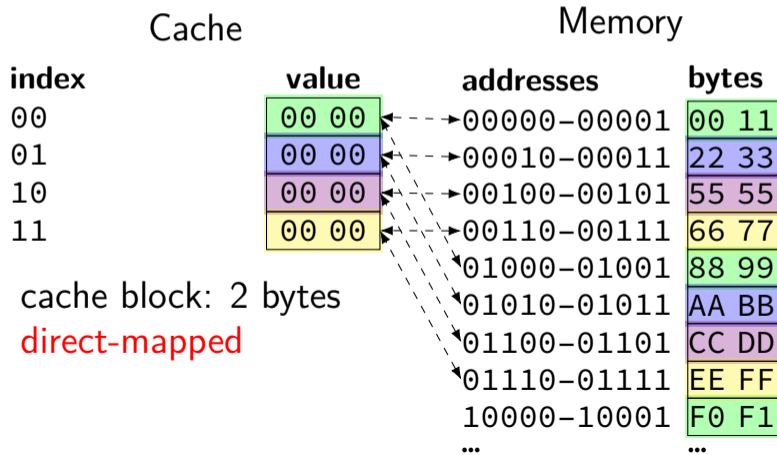 Cache
index value
00 00 00
01 00 00
10 00 00
11 00 00
cache block: 2 bytes
direct-mapped
Memory
addresses bytes
00000-00001 00 11
00010-00011 22 33
00100-00101 55 55
00110-00111 66 77
01000-01001 88 99
01010-01011 AA BB
01100-01101 CC DD
01110-01111 EE FF
10000-10001 F0 F1
... ...